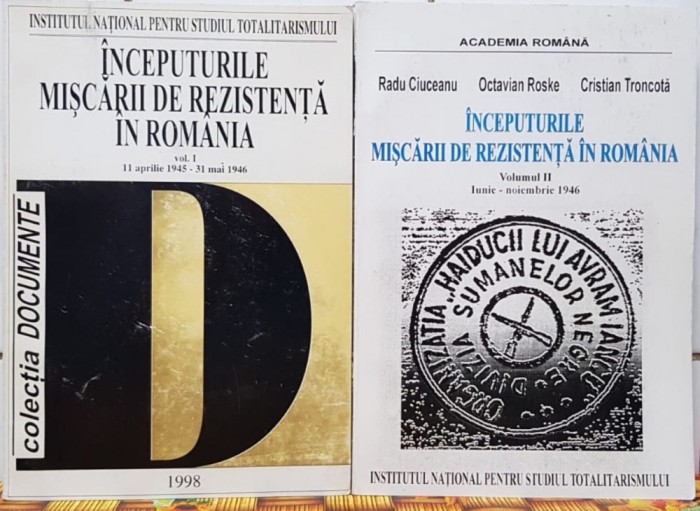 INSTITUTUL NAȚIONAL PENTRU STUDIUL TOTALITARISMULUI
ÎNCEPUTURILE
MIȘCĂRII DE REZISTENȚĂ
ÎN ROMÂNIA
vol. I
11 aprilie 1945 - 31 mai 1946
colecția DOCUMENTE
D
1998
ACADEMIA ROMÂNĂ
Radu Ciuceanu Octavian Roske Cristian Troncotă
ÎNCEPUTURILE
MIȘCĂRII DE REZISTENȚĂ ÎN ROMÂNIA
Volumul II
Iunie - noiembrie 1946
ORGANIZATIA "HAIDUCII LUI AVRAM IANCU"
DIVIZIA SUMANELOR NEGRE
INSTITUTUL NAȚIONAL PENTRU STUDIUL TOTALITARISMULUI